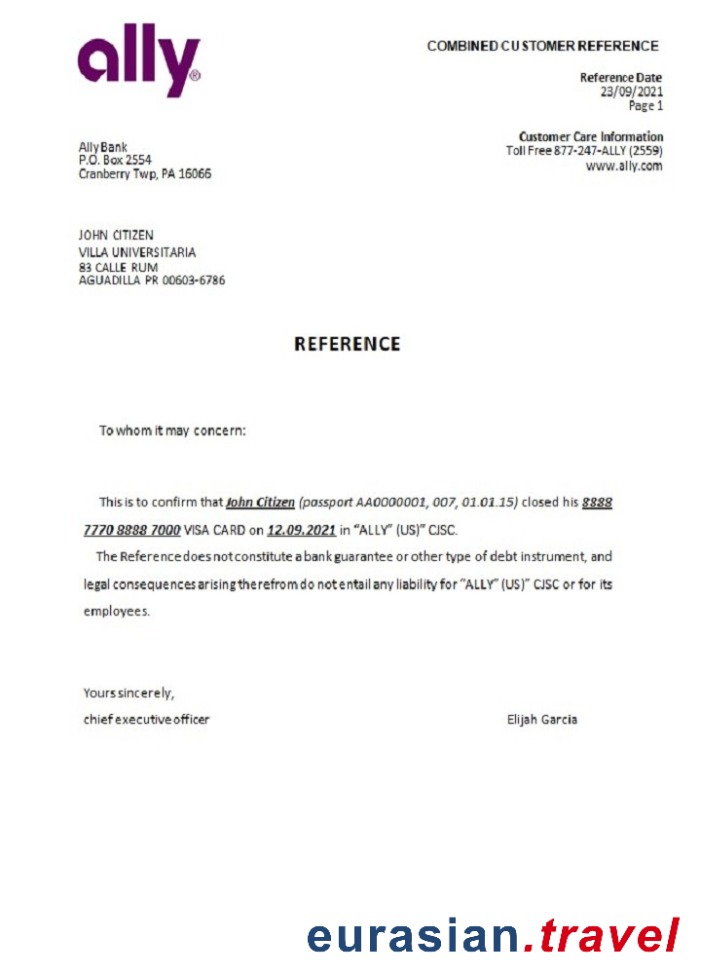 ally®
COMBINED CUSTOMER REFERENCE
Reference Date
23/09/2021
Page 1
Customer Care Information
Toll Free 877-247-ALLY (2559)
www.ally.com
Ally Bank
P.O. Box 2554
Cranberry Twp, PA 16066
JOHN CITIZEN
VILLA UNIVERSITARIA
83 CALLE RUM
AGUADILLA PR 00603-6786
REFERENCE
To whom it may concern:
This is to confirm that John Citizen (passport AA0000001, 007, 01.01.15) closed his 8888
7770 8888 7000 VISA CARD on 12.09.2021 in “ALLY” (US)” CJSC.
The Reference does not constitute a bank guarantee or other type of debt instrument, and
legal consequences arising therefrom do not entail any liability for “ALLY” (US)” CJSC or for its
employees.
Yours sincerely,
chief executive officer Elijah Garcia
eurasian.travel